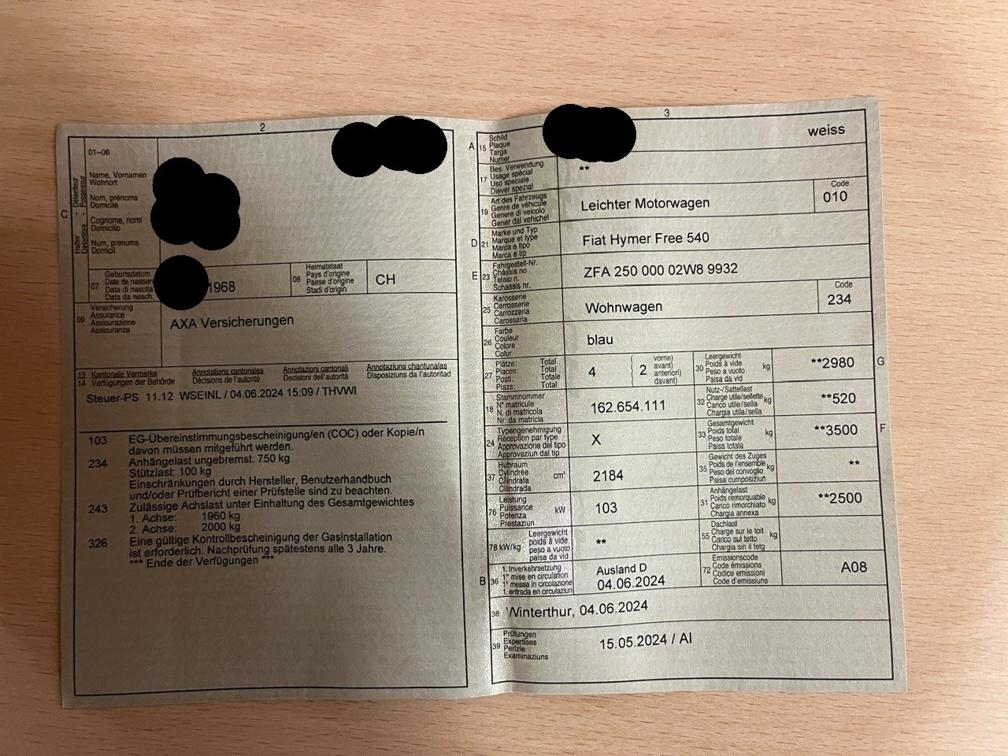 2
01–06
Name, Vornamen
Wohnort
Nom, prénoms
Domicile
Cognome, nomi
Domicilio
Num, prenums
Domicil
C
Halter Détenteur
Detentore Possessur
07
Geburtsdatum
Date de naissance
Data di nascita
Data da nasch.
1968
08
Heimatstaat
Pays d'origine
Paese d'origine
Stadi d'origin
CH
09
Versicherung
Assurance
Assicurazione
Assicuranza
AXA Versicherungen
13 Kantonale Vermerke Annotations cantonales Annotazioni cantonali Annotaziuns chantunalas
14 Verfügungen der Behörde Décisions de l'autorité Decisioni dell'autorità Disposiziuns da l'autoritad
Steuer-PS 11.12 WSEINL / 04.06.2024 15:09 / THVWI
103 EG-Übereinstimmungsbescheinigung/en (COC) oder Kopie/n
davon müssen mitgeführt werden.
234 Anhängelast ungebremst: 750 kg
Stützlast: 100 kg
Einschränkungen durch Hersteller, Benutzerhandbuch
und/oder Prüfbericht einer Prüfstelle sind zu beachten.
243 Zulässige Achslast unter Einhaltung des Gesamtgewichtes
1. Achse: 1960 kg
2. Achse: 2000 kg
326 Eine gültige Kontrollbescheinigung der Gasinstallation
ist erforderlich. Nachprüfung spätestens alle 3 Jahre.
*** Ende der Verfügungen ***
3
A 15
Schild
Plaque
Targa
Numer
weiss
17
Bes. Verwendung
Usage spécial
Uso speciale
Diever spezial
**
19
Art des Fahrzeugs
Genre de véhicule
Genere di veicolo
Gener dal vehichel
Leichter Motorwagen
Code
010
D 21
Marke und Typ
Marque et type
Marca e tipo
Marca e tip
Fiat Hymer Free 540
E 23
Fahrgestell-Nr.
Châssis no
Telaio n.
Schassis nr.
ZFA 250 000 02W8 9932
25
Karosserie
Carrosserie
Carrozzeria
Carossaria
Wohnwagen
Code
234
26
Farbe
Couleur
Colore
Colur
blau
27
Plätze: Total
Places: Total
Posti: Totale
Plazs: Total
4
2
vorne)
avant)
anteriori)
davant)
30
Leergewicht
Poids à vide
Peso a vuoto
Paisa da vid
kg
**2980
G
18
Stammnummer
N° matricule
N. di matricola
Nr. da matricla
162.654.111
32
Nutz-/Sattellast
Charge utile/sellette
Carico utile/sella
Chargia utila/sella
kg
**520
24
Typengenehmigung
Réception par type
Approvazione del tipo
Approvaziun dal tip
X
33
Gesamtgewicht
Poids total
Peso totale
Paisa totala
kg
**3500
F
37
Hubraum
Cylindrée
Cilindrata
Cilindrada
cm³
2184
35
Gewicht des Zuges
Poids de l'ensemble
Peso del convoglio
Paisa cumposiziun
kg
**
76
Leistung
Puissance
Potenza
Prestaziun
kW
103
31
Anhängelast
Poids remorquable
Carico rimorchiato
Chargia annexa
kg
**2500
78 kW/kg
Leergewicht
poids à vide
peso a vuoto
paisa da vid
**
55
Dachlast
Charge sur le toit
Carico sul tetto
Chargia sin il tetg
kg
B 36
1. Inverkehrsetzung
1re mise en circulation
1a messa in circolazione
1. entrada en circulaziun
Ausland D
04.06.2024
72
Emissionscode
Code émissions
Codice emissioni
Code d'emissiuns
A08
38 Winterthur, 04.06.2024
39
Prüfungen
Expertises
Perizie
Examinaziuns
15.05.2024 / AI